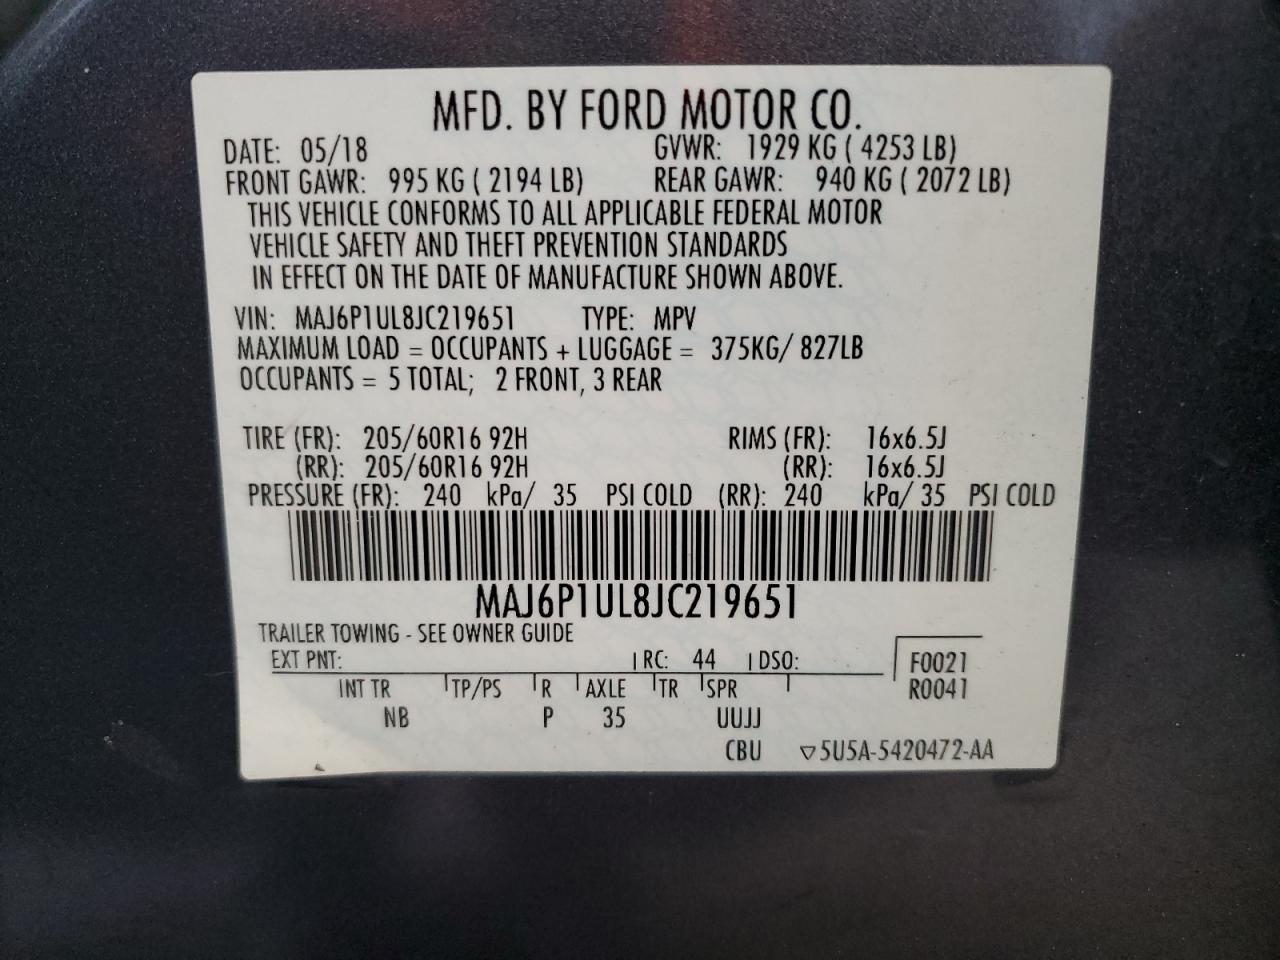 MFD. BY FORD MOTOR CO.
DATE: 05/18 GVWR: 1929 KG ( 4253 LB)
FRONT GAWR: 995 KG ( 2194 LB) REAR GAWR: 940 KG ( 2072 LB)
THIS VEHICLE CONFORMS TO ALL APPLICABLE FEDERAL MOTOR
VEHICLE SAFETY AND THEFT PREVENTION STANDARDS
IN EFFECT ON THE DATE OF MANUFACTURE SHOWN ABOVE.
VIN: MAJ6P1UL8JC219651 TYPE: MPV
MAXIMUM LOAD = OCCUPANTS + LUGGAGE = 375KG/ 827LB
OCCUPANTS = 5 TOTAL; 2 FRONT, 3 REAR
TIRE (FR): 205/60R16 92H RIMS (FR): 16x6.5J
(RR): 205/60R16 92H (RR): 16x6.5J
PRESSURE (FR): 240 kPa/ 35 PSI COLD (RR): 240 kPa/ 35 PSI COLD
MAJ6P1UL8JC219651
TRAILER TOWING - SEE OWNER GUIDE
EXT PNT: RC: 44 DSO: F0021
INT TR TP/PS R AXLE TR SPR R0041
NB P 35 UUJJ
CBU ▽5U5A-5420472-AA